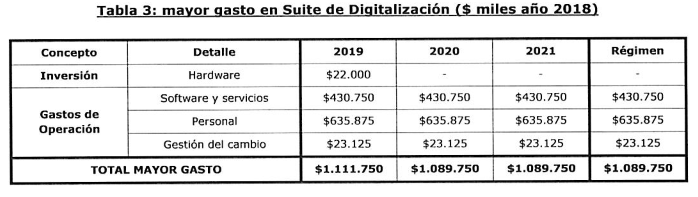 Tabla 3: mayor gasto en Suite de Digitalización ($ miles año 2018)
Concepto Detalle 2019 2020 2021 Régimen
Inversión Hardware $22.000 - - -
Gastos de Operación Software y servicios $430.750 $430.750 $430.750 $430.750
Personal $635.875 $635.875 $635.875 $635.875
Gestión del cambio $23.125 $23.125 $23.125 $23.125
TOTAL MAYOR GASTO $1.111.750 $1.089.750 $1.089.750 $1.089.750